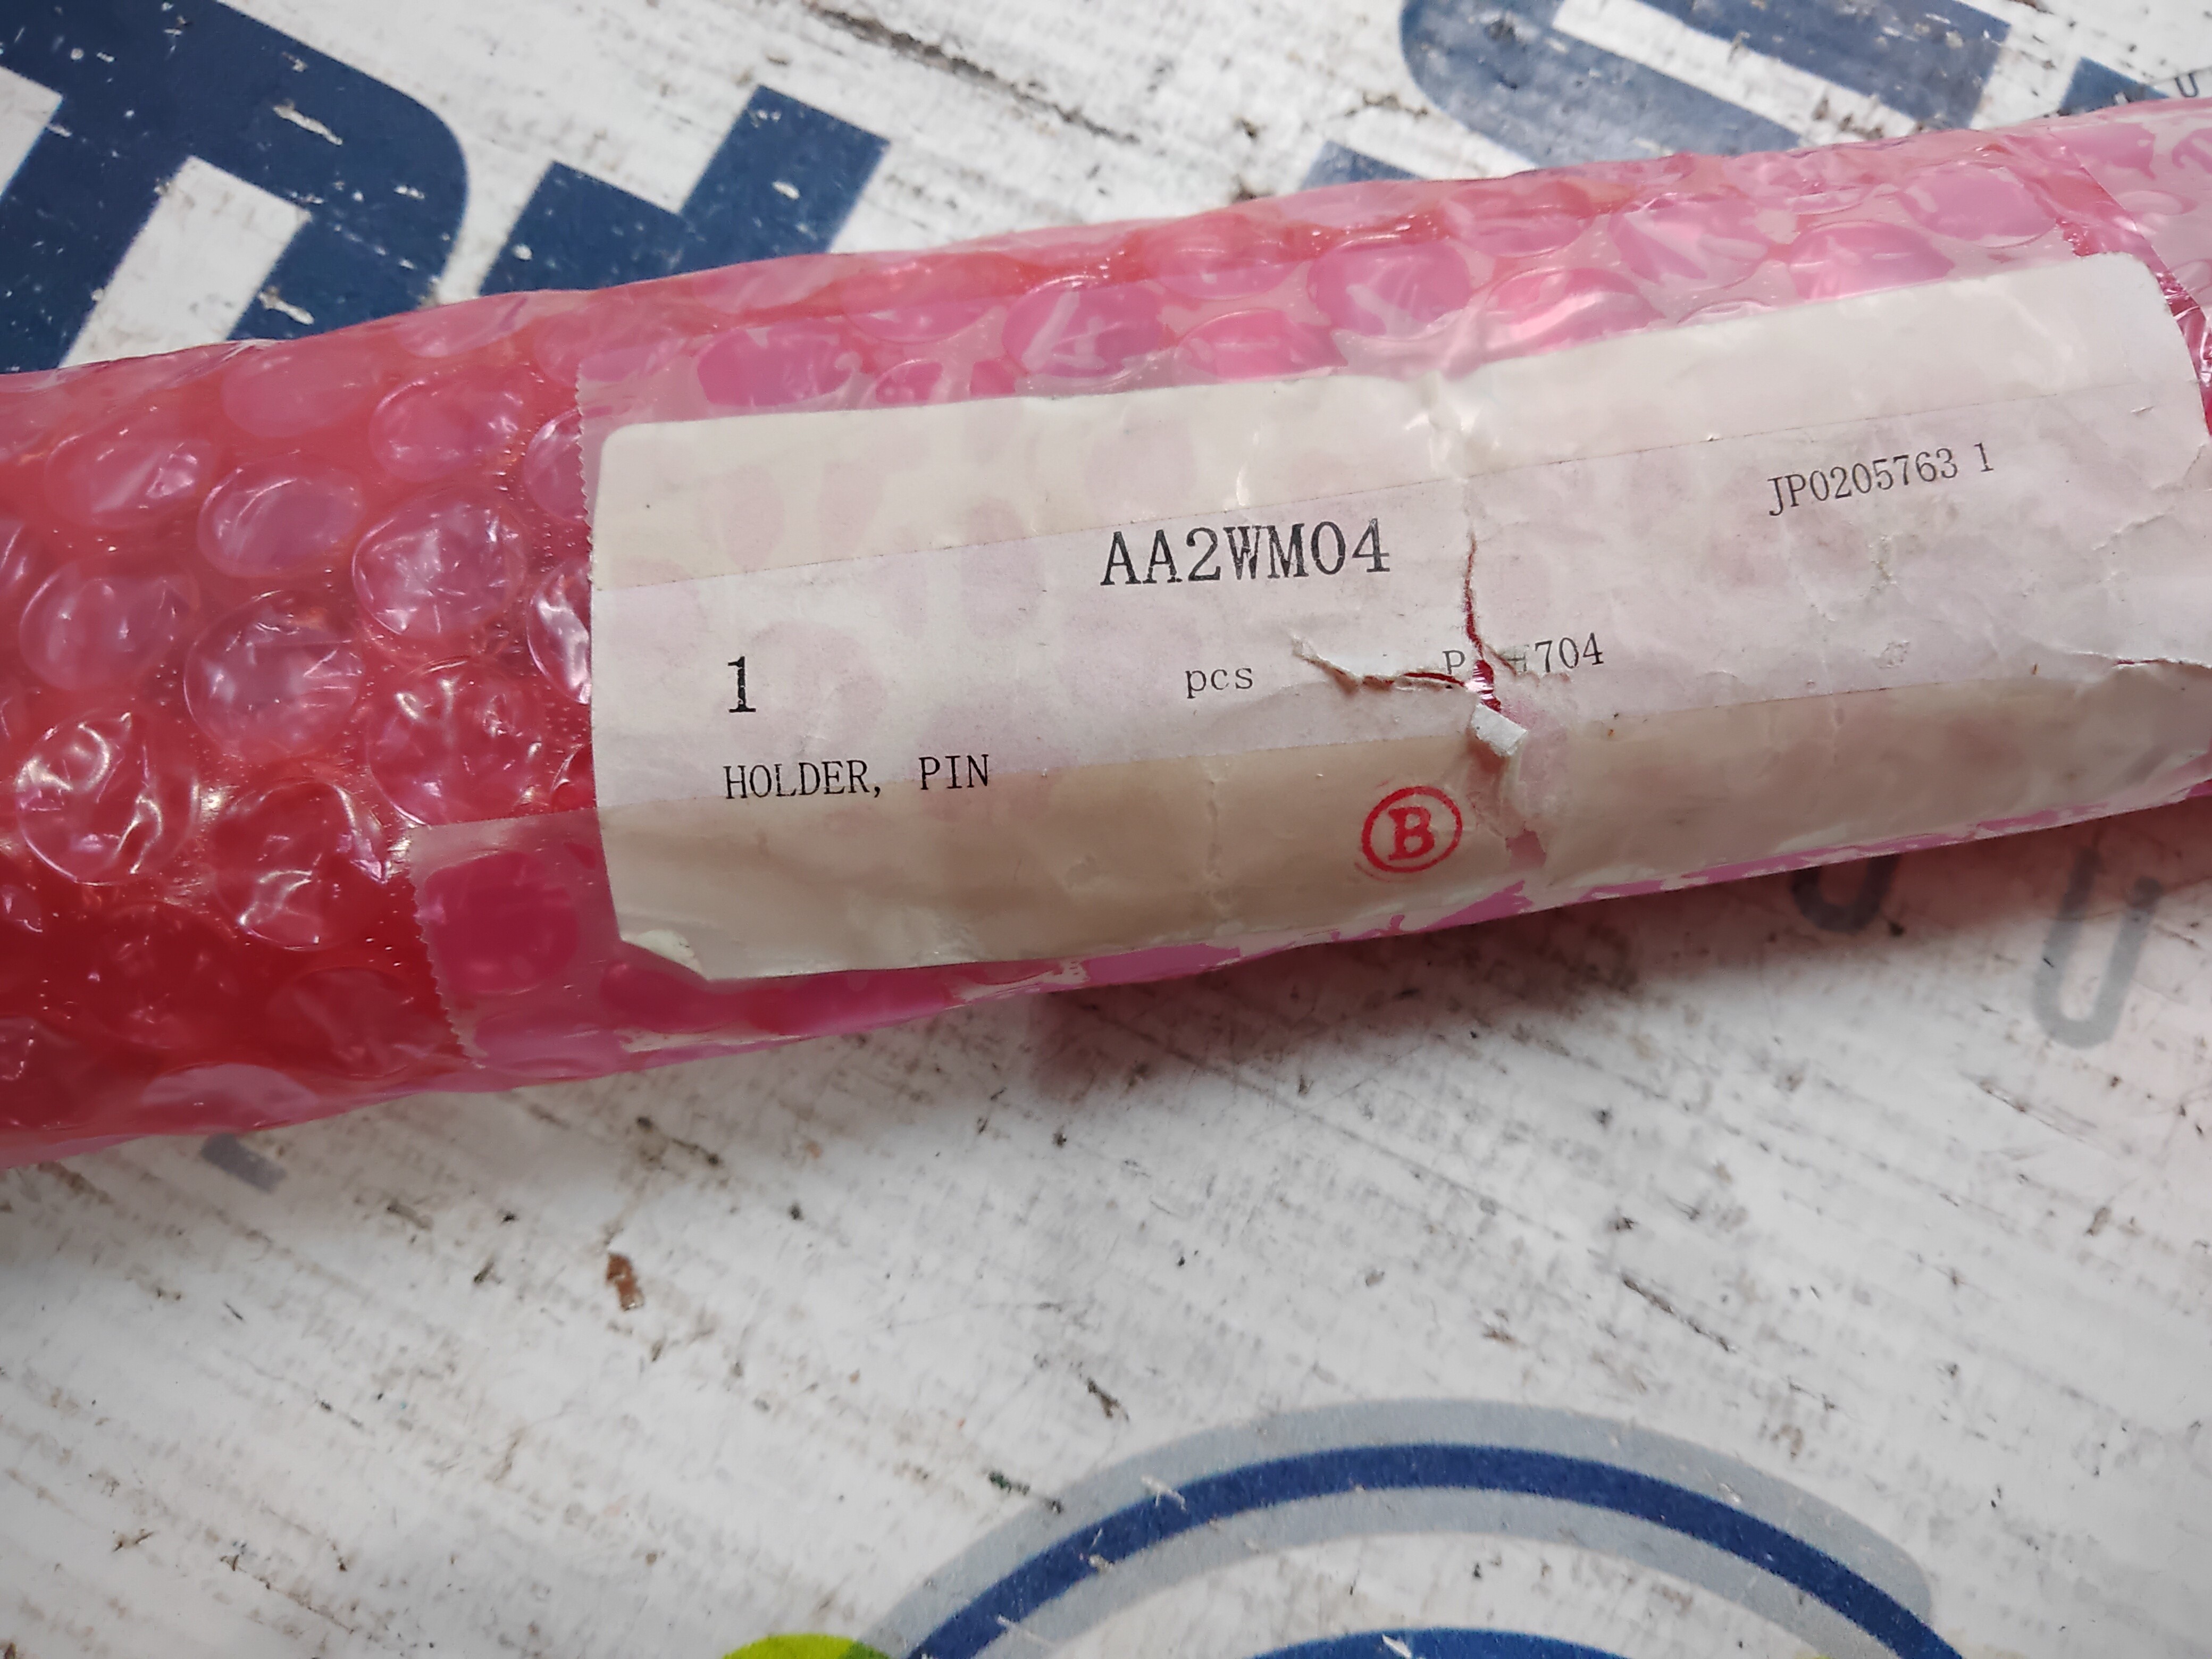 JP0205763 1
AA2WM04
1 pcs 704
HOLDER, PIN
B